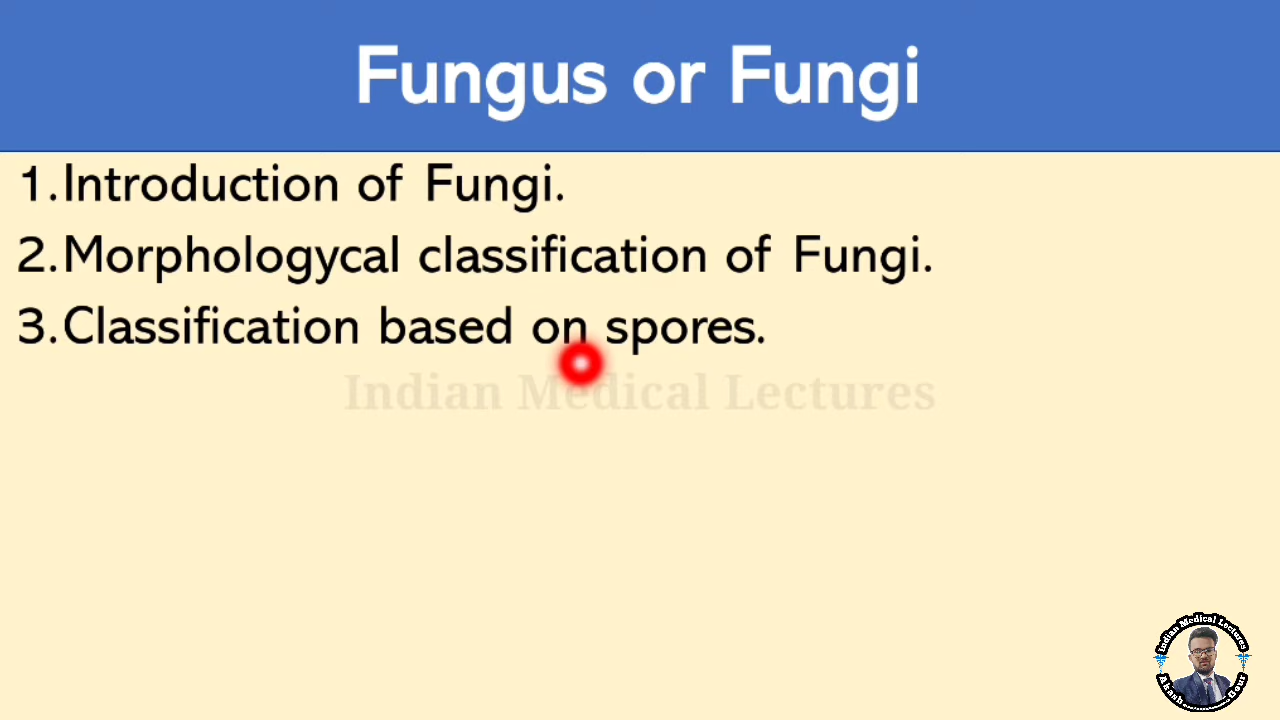 Fungus or Fungi
1. Introduction of Fungi.
2. Morphologycal classification of Fungi.
3. Classification based on spores.
Indian Medical Lectures
Indian Medical Lectures
Akash